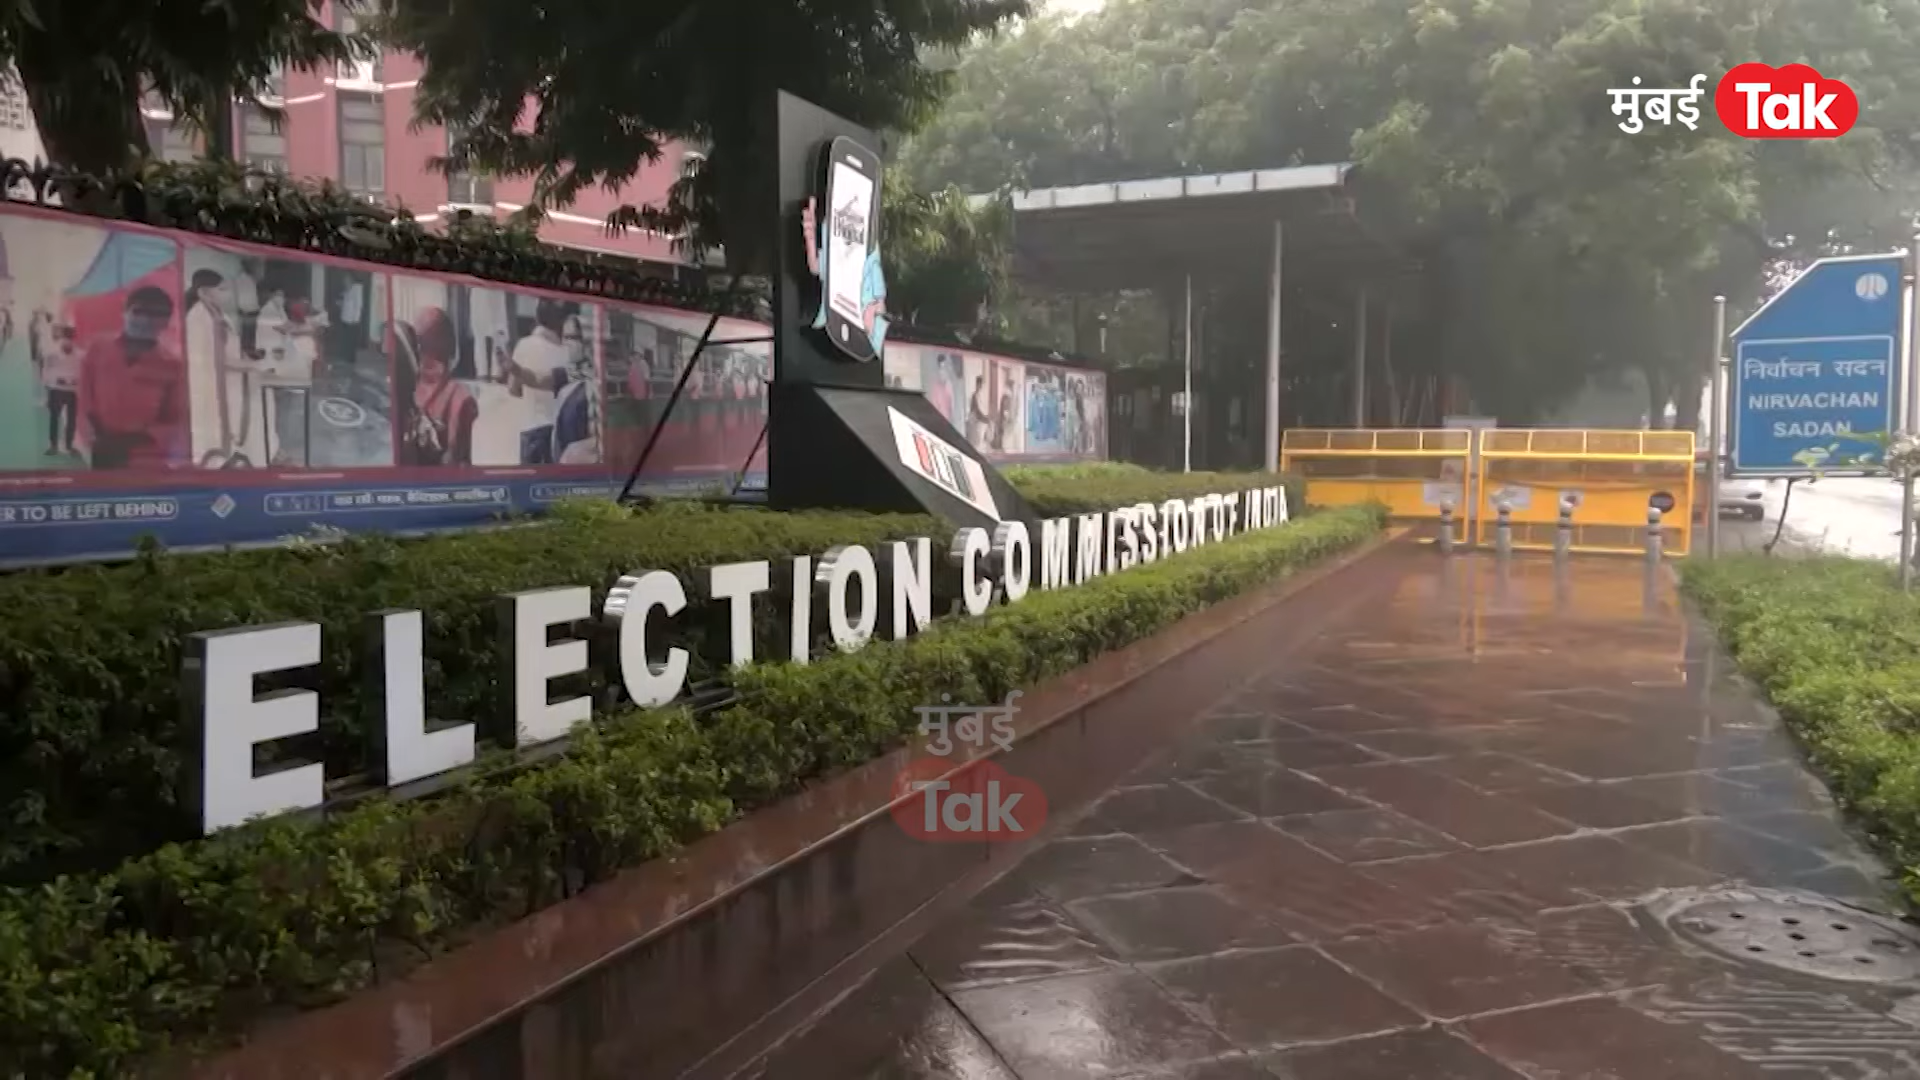 मुंबई Tak
निर्वाचन सदन
NIRVACHAN
SADAN
ER TO BE LEFT BEHIND
ELECTION COMMISSION OF INDIA
मुंबई
Tak